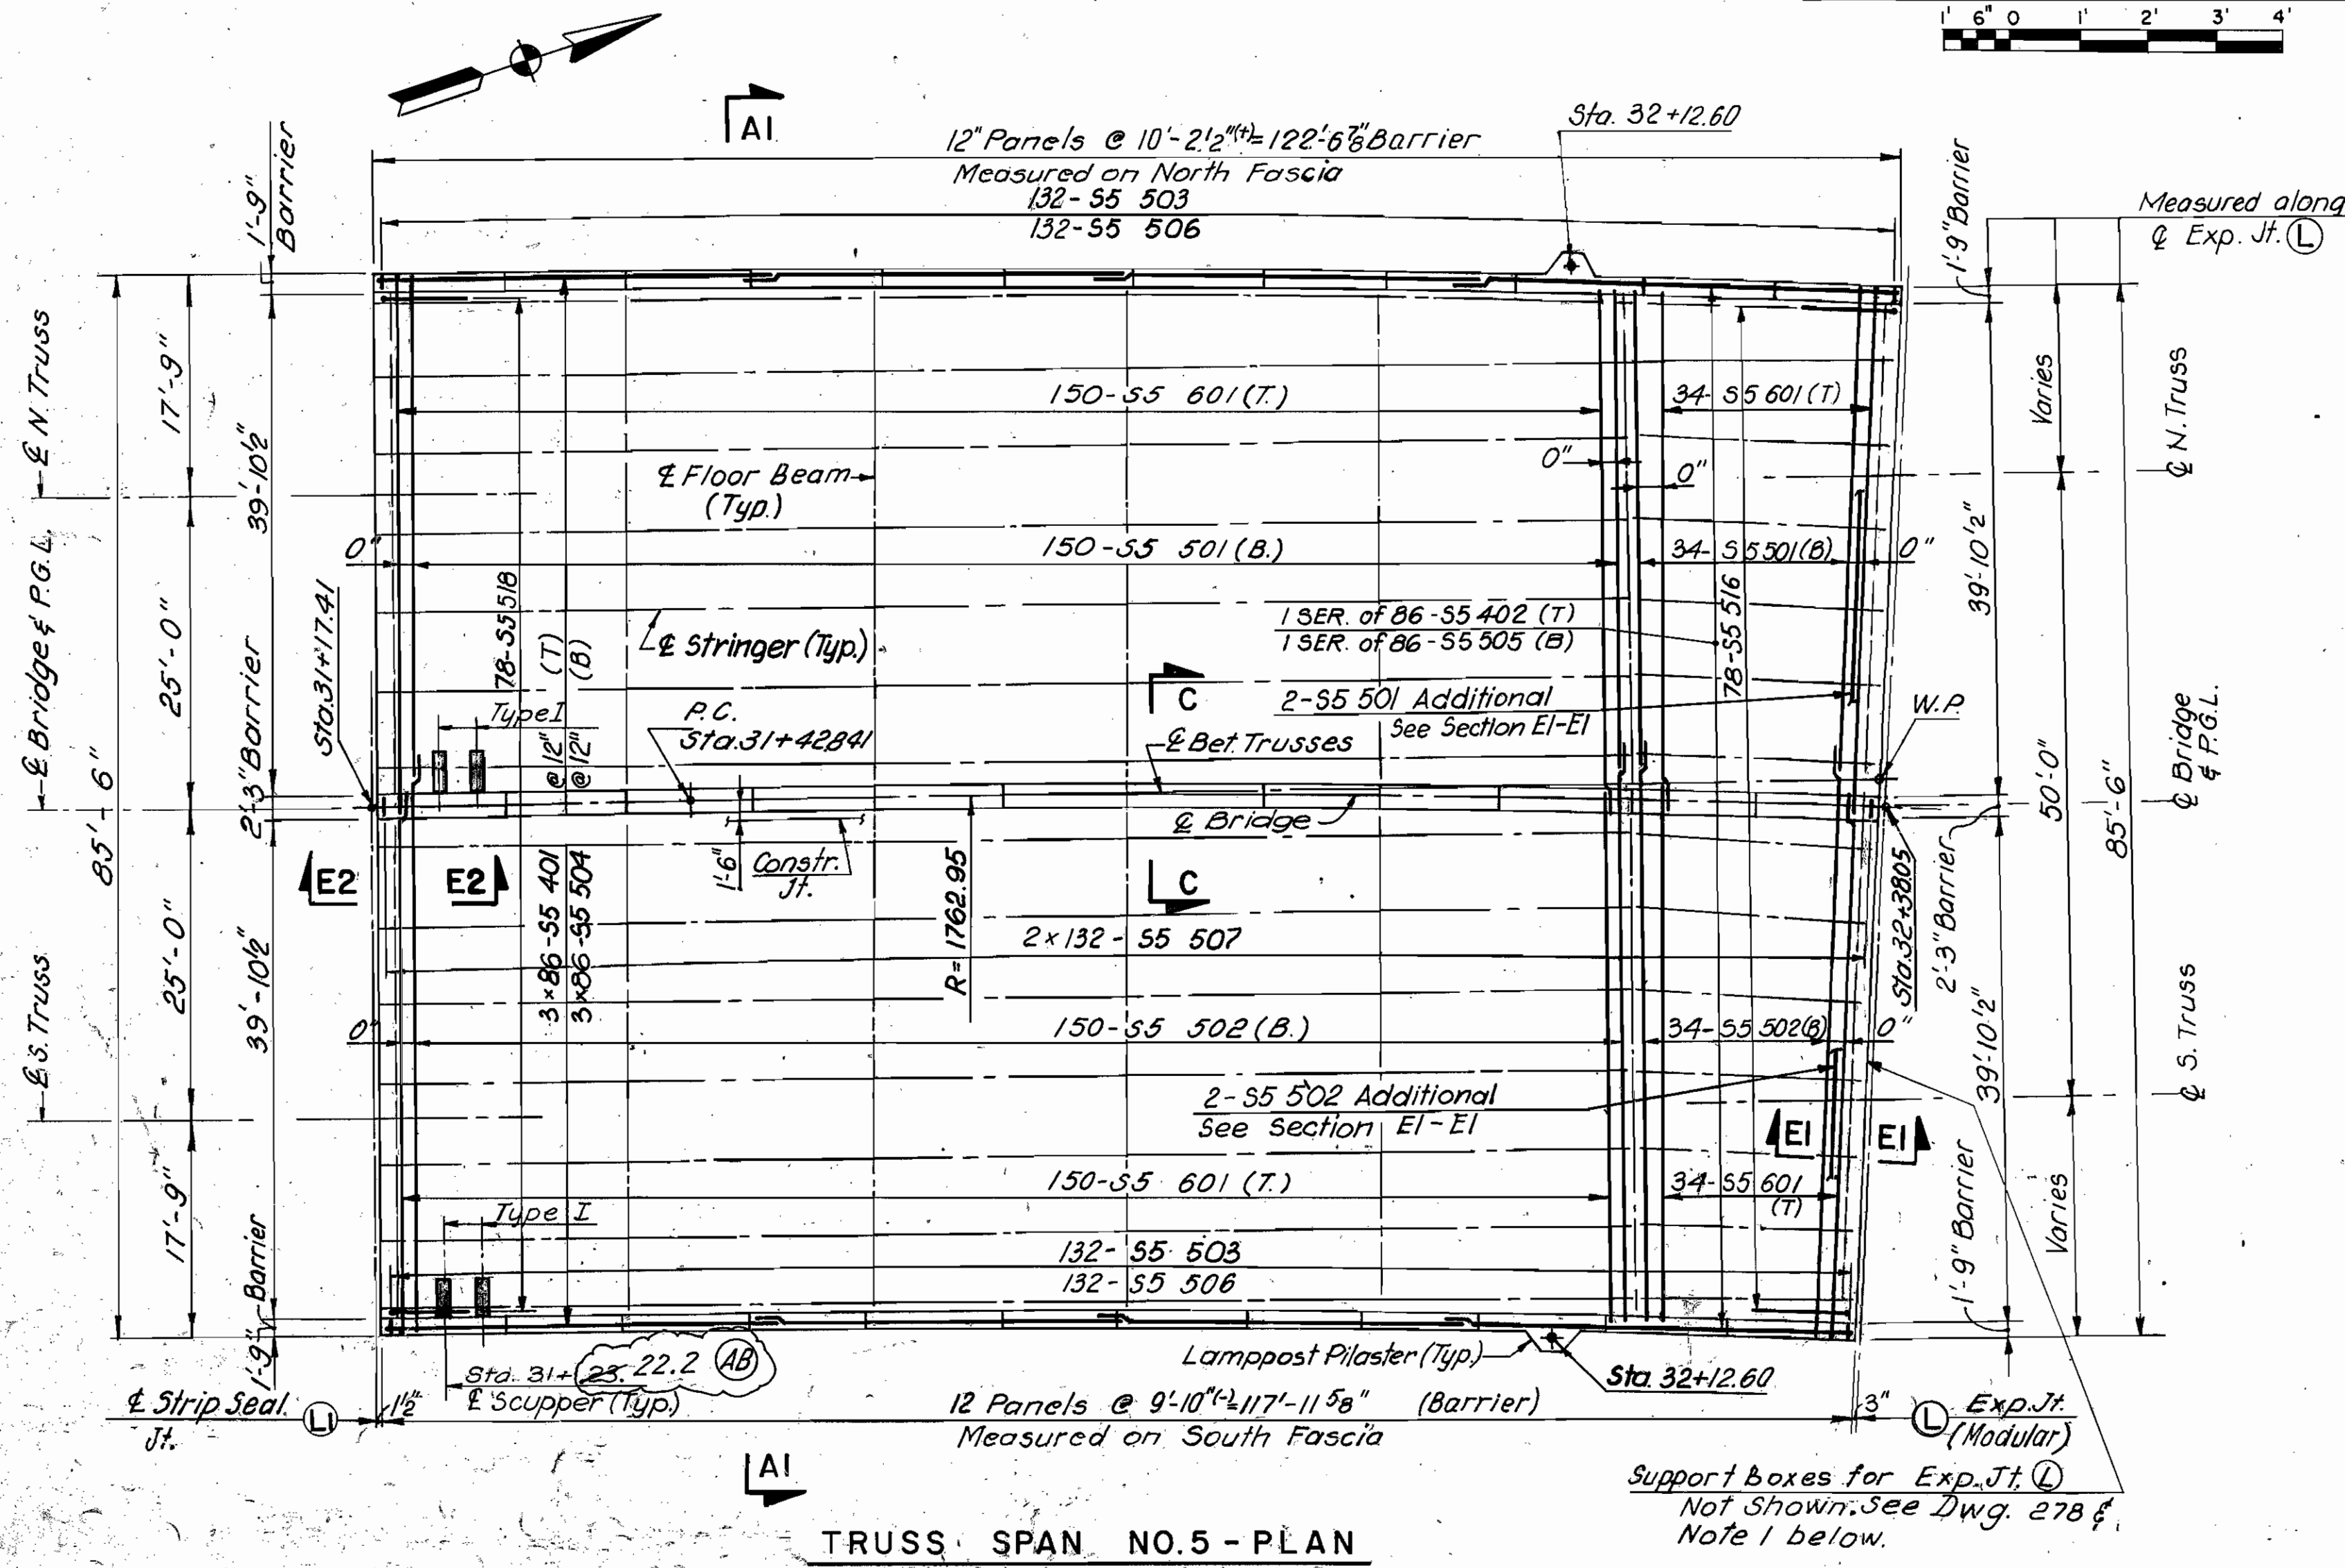 1' 6" 0 1' 2' 3' 4'
A1
Sta. 32+12.60
12" Panels @ 10'-2 1/2"(+)= 122'-6 7/8" Barrier
Measured on North Fascia
132-S5 503
132-S5 506
1'-9"
Barrier
1'-9" Barrier
Measured along
℄ Exp. Jt. (L)
℄ N. Truss
17'-9"
39'-10½"
150-S5 601 (T.)
34-S5 601 (T)
Varies
℄ N. Truss
℄ Floor Beam
(Typ.)
0"
0"
0"
150-S5 501 (B.)
34-S5 501 (B)
0"
39'-10 1/2"
℄ Bridge & P.G.L.
25'-0"
Sta. 31+17.41
78-S5 518
(T)
(B)
℄ Stringer (Typ.)
1 SER. of 86-S5 402 (T)
1 SER. of 86-S5 505 (B)
78-S5 516
2-S5 501 Additional
See Section E1-E1
C
W.P.
Type I
P.C.
Sta. 31+42.841
℄ Bet. Trusses
@ 12"
@ 12"
2'-3" Barrier
85'-6"
℄ Bridge
& P.G.L.
50'-0"
85'-6"
℄ Bridge
E2
E2
1'-6"
Constr.
Jt.
R=1762.95
C
Sta. 32+38.05
2'-3" Barrier
3×86-S5 401
3×86-S5 504
25'-0"
39'-10½"
2×132-S5 507
℄ S. Truss
0"
150-S5 502 (B.)
34-S5 502 (B)
0"
39'-10 1/2"
℄ S. Truss
2-S5 502 Additional
See Section E1-E1
E1
E1
17'-9"
150-S5 601 (T.)
34-S5 601
(T)
Type I
1'-9" Barrier
132-S5 503
132-S5 506
1'-9" Barrier
Varies
Sta. 31+23. 22.2 (AB)
℄ Scupper (Typ.)
Lamppost Pilaster (Typ.)
Sta. 32+12.60
℄ Strip Seal
Jt.
(L1)
1½"
12 Panels @ 9'-10"(-)=117'-11 5/8" (Barrier)
Measured on South Fascia
3"
(L) Exp. Jt.
(Modular)
A1
Support boxes for Exp. Jt. (L)
Not Shown. See Dwg. 278 &
Note 1 below.
TRUSS SPAN NO. 5 - PLAN